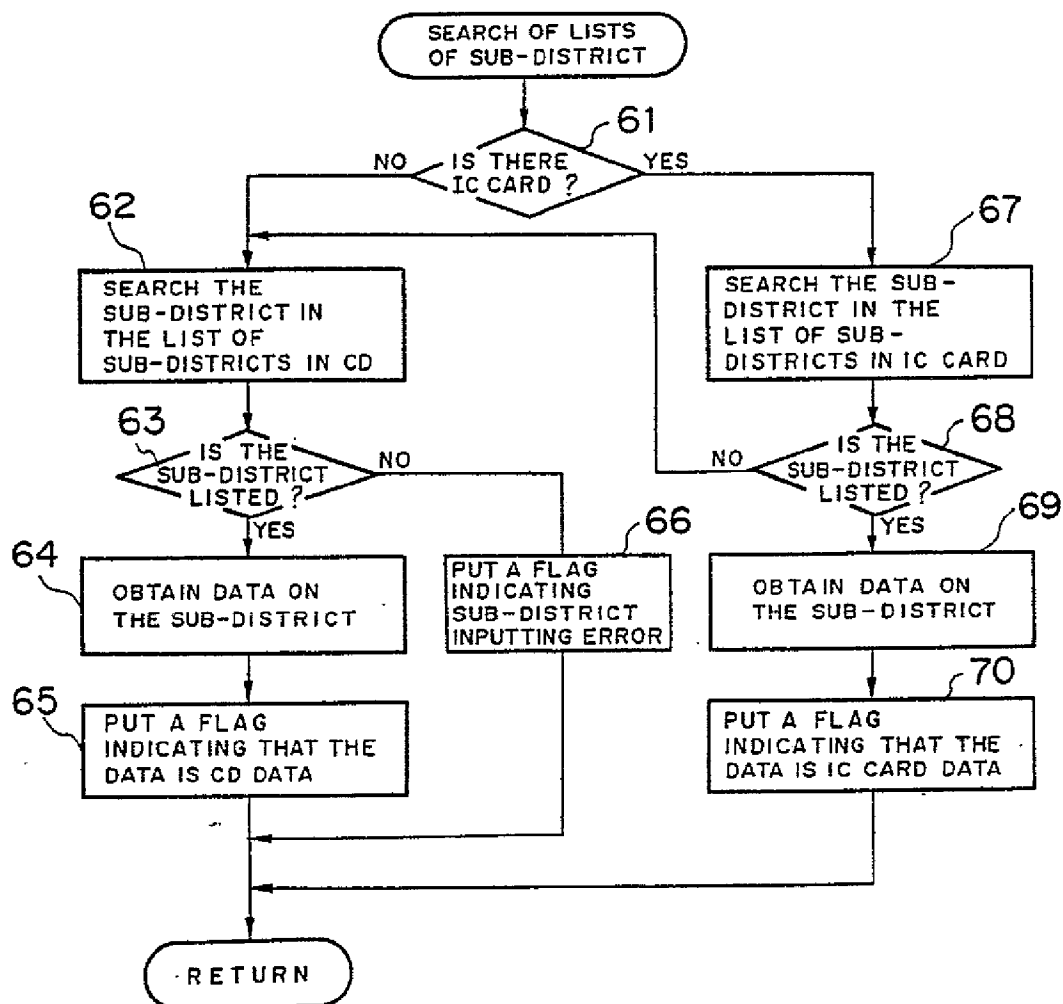 SEARCH OF LISTS
OF SUB-DISTRICT
61
NO
IS THERE
IC CARD ?
YES
62
SEARCH THE
SUB-DISTRICT IN
THE LIST OF
SUB-DISTRICTS IN CD
67
SEARCH THE SUB-
DISTRICT IN THE
LIST OF SUB-
DISTRICTS IN IC CARD
63
IS THE
SUB-DISTRICT
LISTED ?
NO
YES
68
IS THE
SUB-DISTRICT
LISTED ?
NO
YES
64
OBTAIN DATA ON
THE SUB-DISTRICT
66
PUT A FLAG
INDICATING
SUB-DISTRICT
INPUTTING ERROR
69
OBTAIN DATA ON
THE SUB-DISTRICT
65
PUT A FLAG
INDICATING THAT THE
DATA IS CD DATA
70
PUT A FLAG
INDICATING THAT THE
DATA IS IC CARD DATA
RETURN